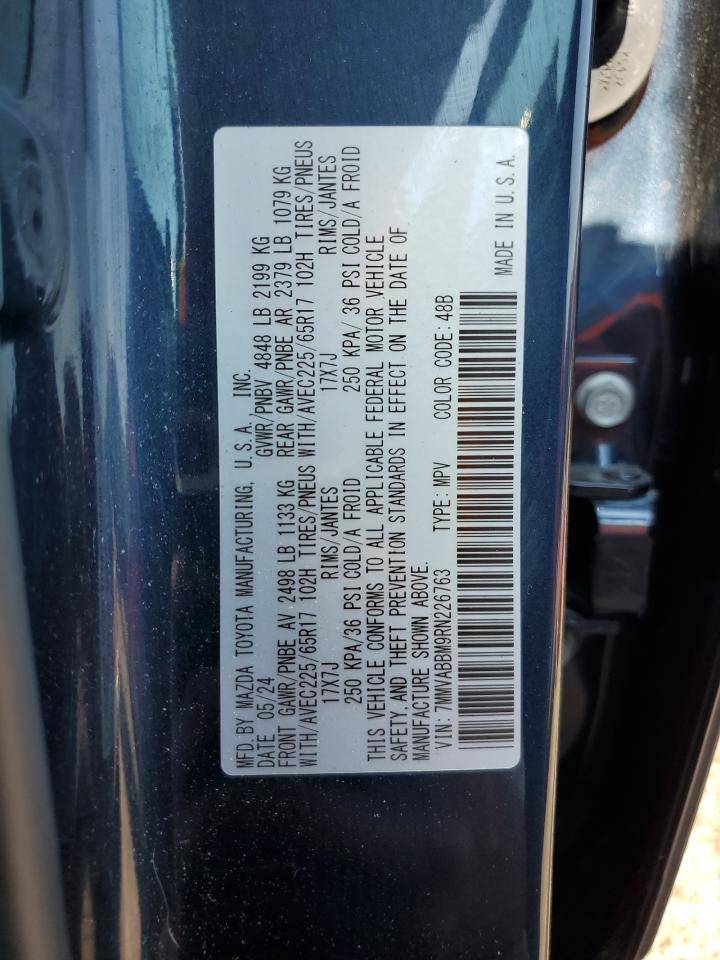 MFD.BY MAZDA TOYOTA MANUFACTURING, U.S.A., INC.
DATE 05/24 GVWR/PNBV 4848 LB 2199 KG
FRONT GAWR/PNBE AV 2498 LB 1133 KG REAR GAWR/PNBE AR 2379 LB 1079 KG
WITH/AVEC225/65R17 102H TIRES/PNEUS WITH/AVEC225/65R17 102H TIRES/PNEUS
17X7J RIMS/JANTES 17X7J RIMS/JANTES
250 KPA/36 PSI COLD/A FROID 250 KPA/ 36 PSI COLD/A FROID
THIS VEHICLE CONFORMS TO ALL APPLICABLE FEDERAL MOTOR VEHICLE
SAFETY, AND THEFT PREVENTION STANDARDS IN EFFECT ON THE DATE OF
MANUFACTURE SHOWN ABOVE.
VIN: 7MMVABBM9RN226763 TYPE: MPV COLOR CODE: 48B
MADE IN U.S.A.